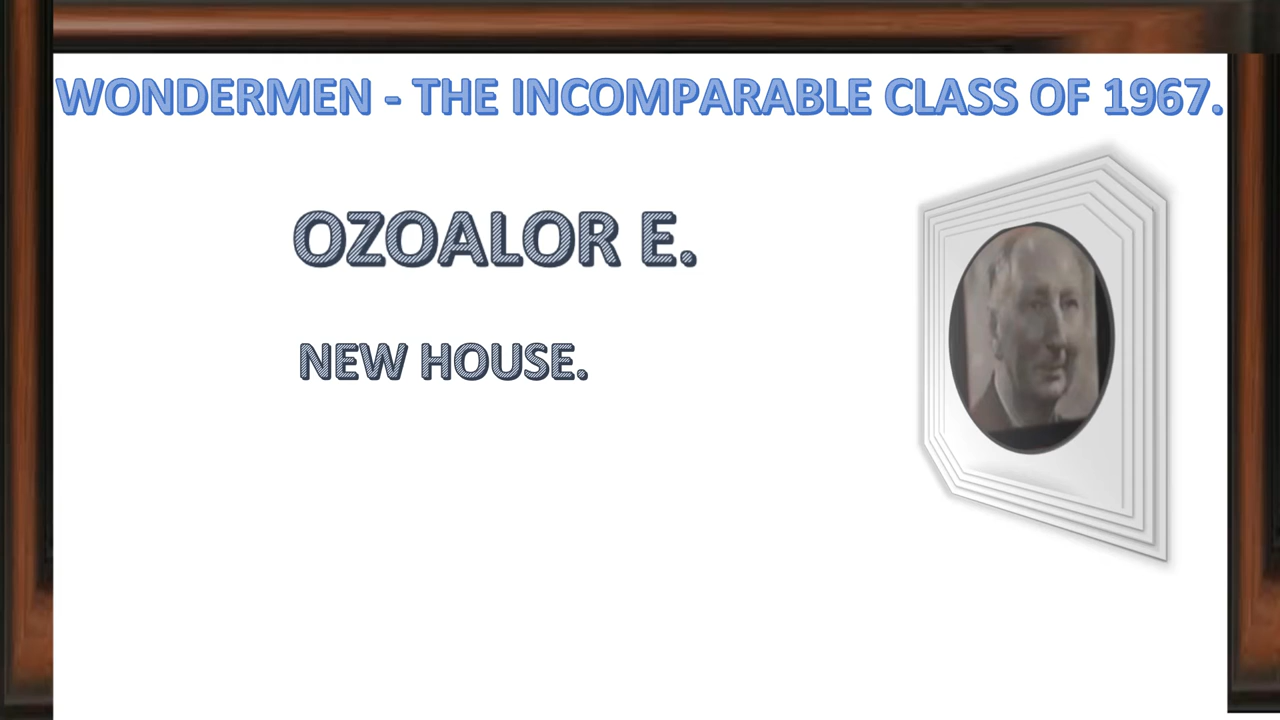 WONDERMEN - THE INCOMPARABLE CLASS OF 1967.
OZOALOR E.
NEW HOUSE.